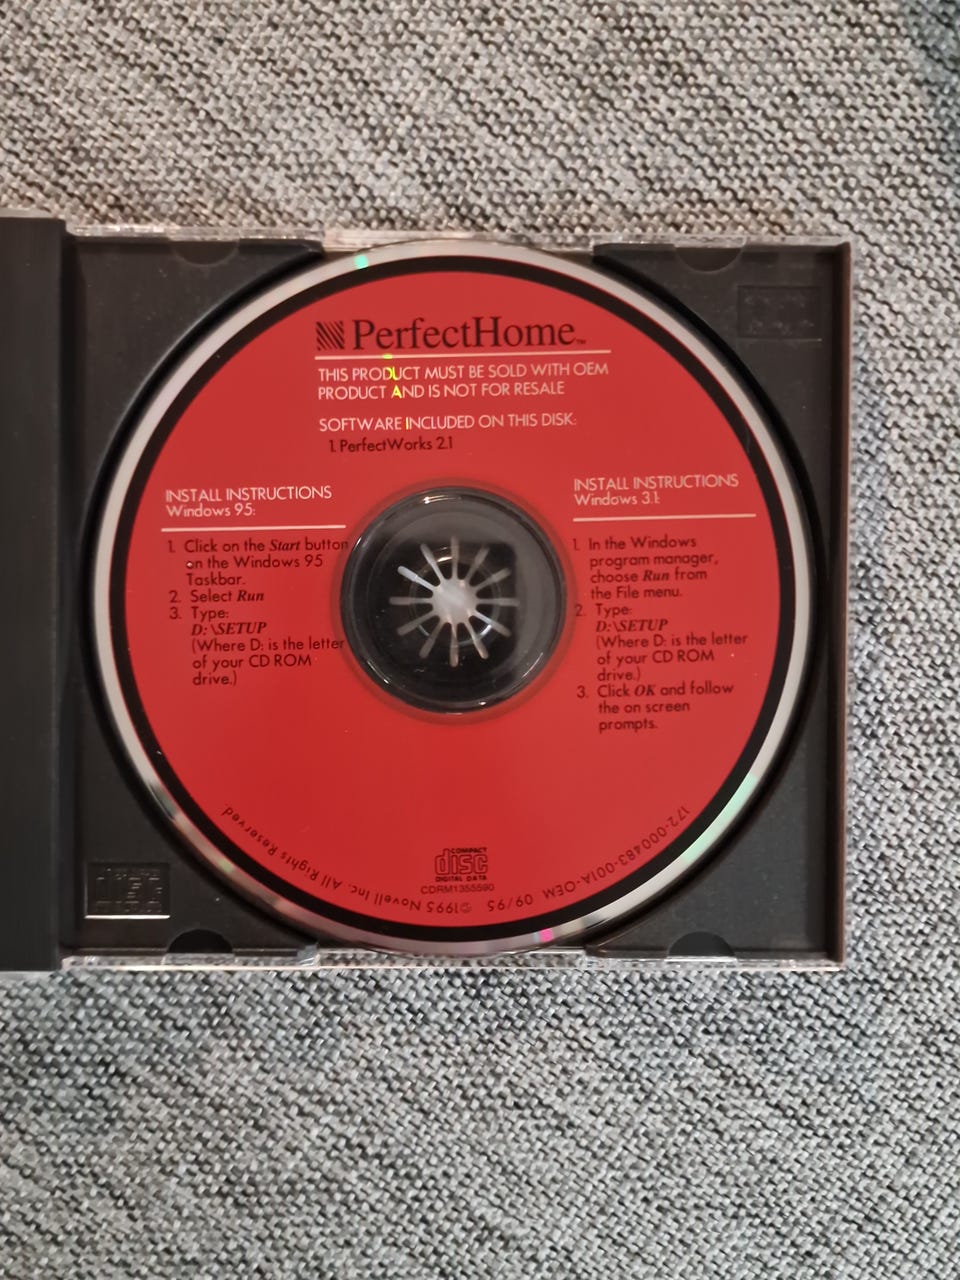 PerfectHome™
THIS PRODUCT MUST BE SOLD WITH OEM
PRODUCT AND IS NOT FOR RESALE
SOFTWARE INCLUDED ON THIS DISK:
1. PerfectWorks 2.1
INSTALL INSTRUCTIONS
Windows 95:
1. Click on the Start button
on the Windows 95
Taskbar.
2. Select Run
3. Type:
D:\SETUP
(Where D: is the letter
of your CD ROM
drive.)
INSTALL INSTRUCTIONS
Windows 3.1:
1. In the Windows
program manager,
choose Run from
the File menu.
2. Type:
D:\SETUP
(Where D: is the letter
of your CD ROM
drive.)
3. Click OK and follow
the on screen
prompts.
COMPACT
disc
DIGITAL DATA
CDRM1355590
172-000483-001A-OEM 09/95 ©1995 Novell Inc. All Rights Reserved.